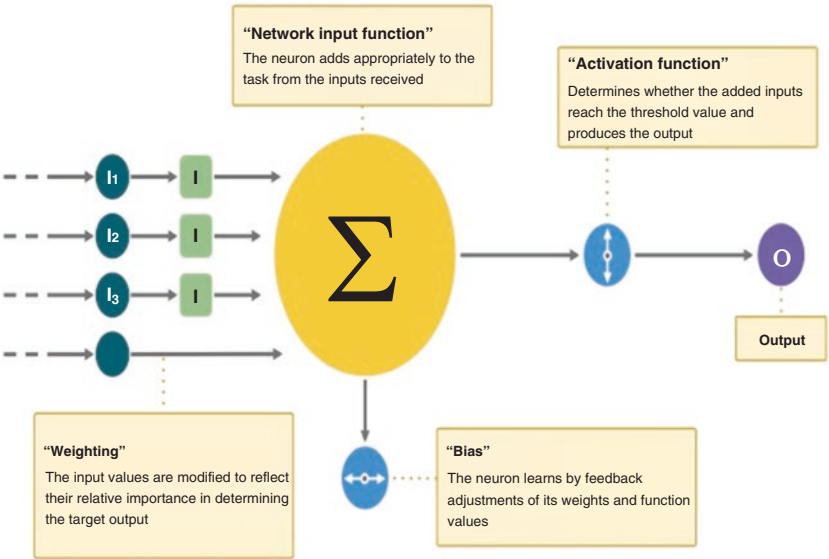 “Network input function”
The neuron adds appropriately to the
task from the inputs received
“Activation function”
Determines whether the added inputs
reach the threshold value and
produces the output
I1
I
I2
I
I3
I
Σ
O
Output
“Weighting”
The input values are modified to reflect
their relative importance in determining
the target output
“Bias”
The neuron learns by feedback
adjustments of its weights and function
values